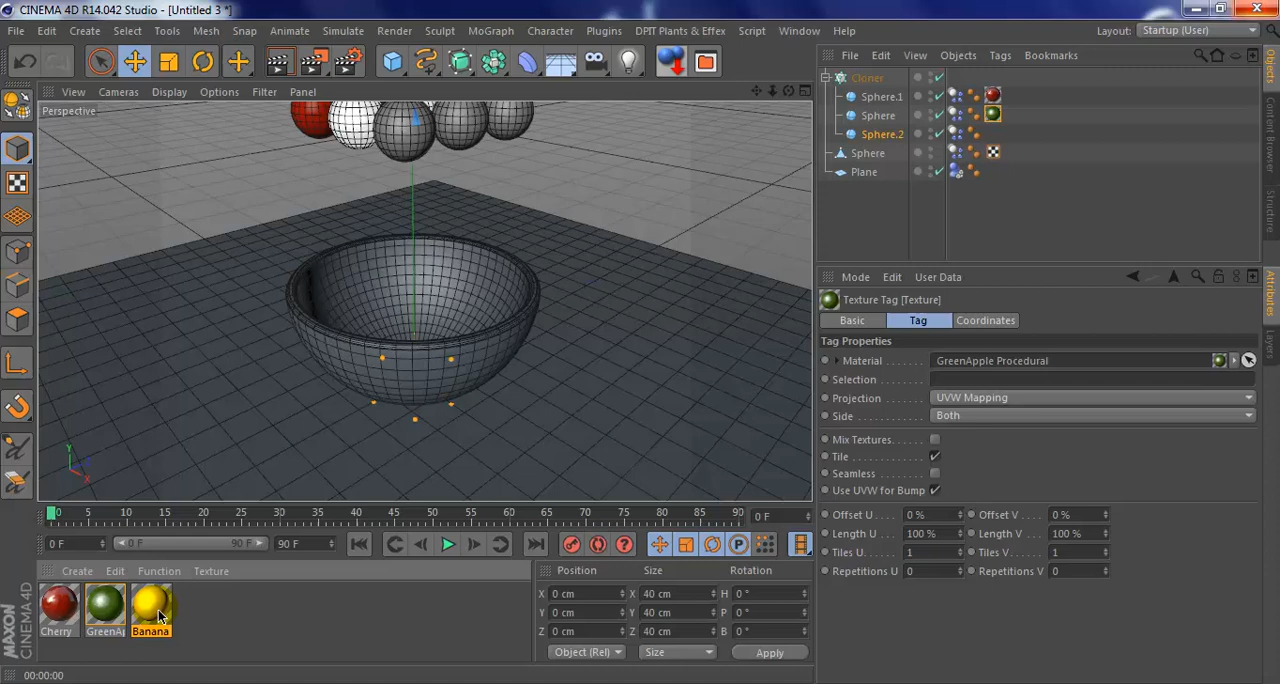 CINEMA 4D R14.042 Studio - [Untitled 3 *]
File Edit Create Select Tools Mesh Snap Animate Simulate Render Sculpt MoGraph Character Plugins DPIT Plants & Effex Script Window Help Layout: Startup (User)
View Cameras Display Options Filter Panel
Perspective
Y
Z
X
0 5 10 15 20 25 30 35 40 45 50 55 60 65 70 75 80 85 90 0 F
0 F 0 F 90 F 90 F
Create Edit Function Texture
Cherry GreenAp Banana
MAXON
CINEMA 4D
Position Size Rotation
X 0 cm X 40 cm H 0 °
Y 0 cm Y 40 cm P 0 °
Z 0 cm Z 40 cm B 0 °
Object (Rel) Size Apply
00:00:00
File Edit View Objects Tags Bookmarks
Cloner
Sphere.1
Sphere
Sphere.2
Sphere
Plane
Mode Edit User Data
Texture Tag [Texture]
Basic Tag Coordinates
Tag Properties
Material GreenApple Procedural
Selection
Projection UVW Mapping
Side Both
Mix Textures
Tile
Seamless
Use UVW for Bump
Offset U 0 % Offset V 0 %
Length U 100 % Length V 100 %
Tiles U 1 Tiles V 1
Repetitions U 0 Repetitions V 0
Objects
Content Browser
Structure
Attributes
Layers